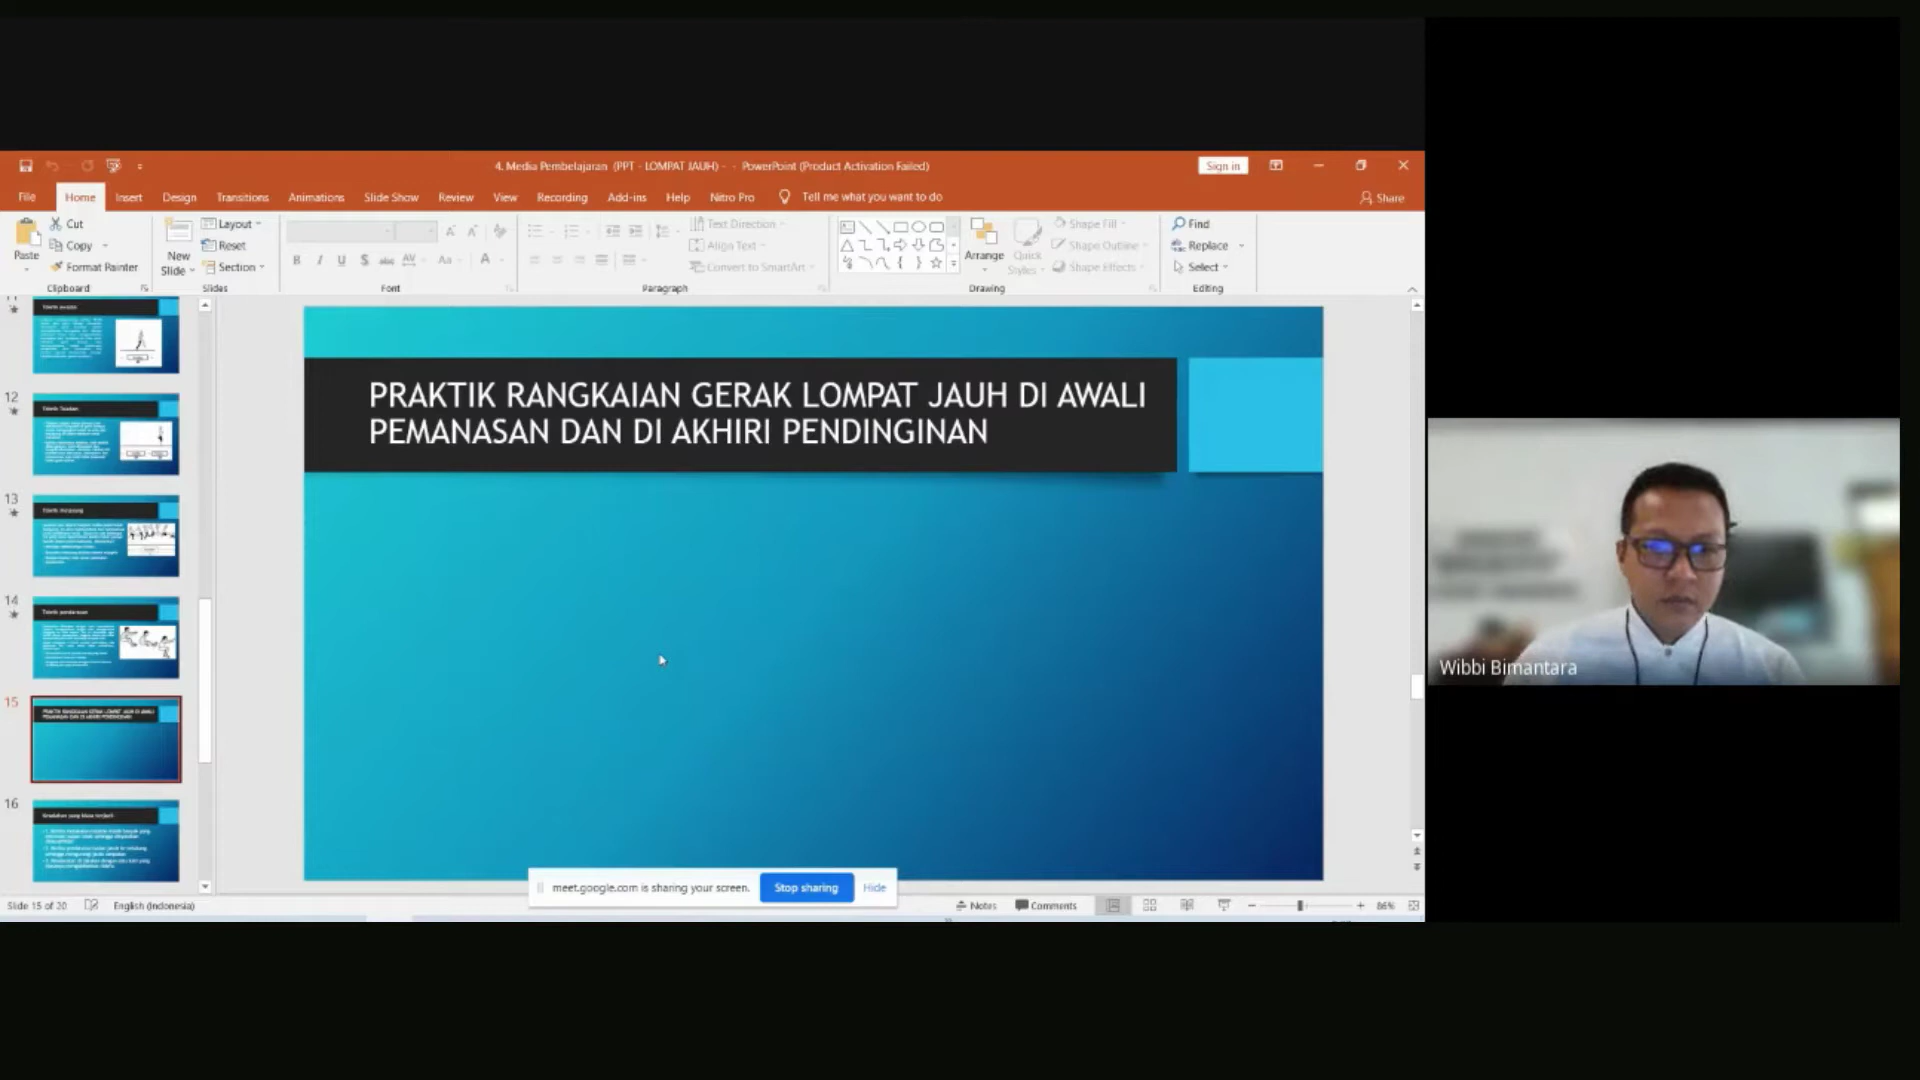 4. Media Pembelajaran (PPT - LOMPAT JAUH) - - PowerPoint (Product Activation Failed)
Sign in
File Home Insert Design Transitions Animations Slide Show Review View Recording Add-ins Help Nitro Pro Tell me what you want to do Share
Cut
Copy
Format Painter
Paste
Clipboard
New
Slide
Layout
Reset
Section
Slides
Font
Text Direction
Align Text
Convert to SmartArt
Paragraph
Arrange
Quick
Styles
Shape Fill
Shape Outline
Shape Effects
Drawing
Find
Replace
Select
Editing
12
13
14
15
16
PRAKTIK RANGKAIAN GERAK LOMPAT JAUH DI AWALI
PEMANASAN DAN DI AKHIRI PENDINGINAN
Wibbi Bimantara
meet.google.com is sharing your screen. Stop sharing Hide
Slide 15 of 20 English (Indonesia) Notes Comments 86%